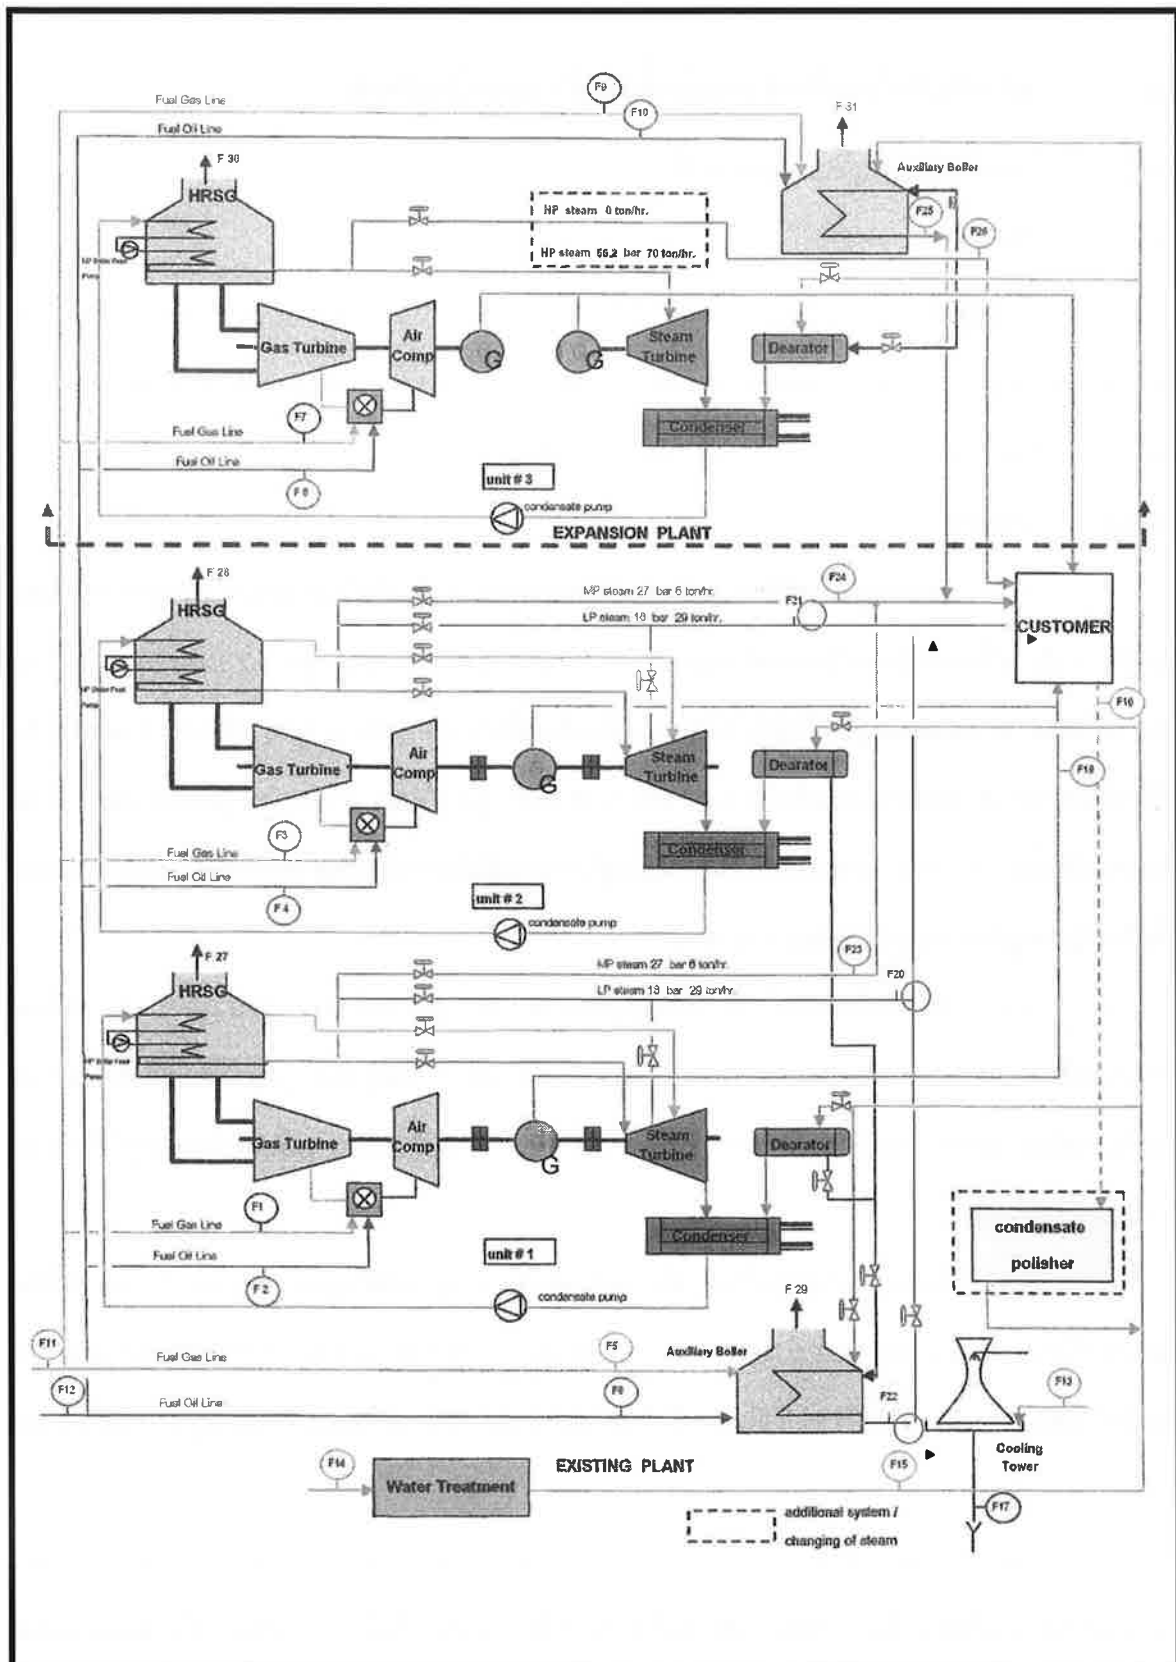 Fuel Gas Line
F9
F10
F 31
Fuel Oil Line
F 30
Auxiliary Boiler
HRSG
HP steam 0 ton/hr.
F25
F26
HP steam 66.2 bar 70 ton/hr.
Pump
Gas Turbine
Air
Comp
G
G
Steam
Turbine
Dearator
F7
Fuel Gas Line
Condenser
Fuel Oil Line
unit # 3
condensate pump
EXPANSION PLANT
F 28
MP steam 27 bar 6 ton/hr.
F24
HRSG
F21
LP steam 18 bar 29 ton/hr.
CUSTOMER
Pump
F16
Gas Turbine
Air
Comp
G
Steam
Turbine
Dearator
F18
F3
Fuel Gas Line
Condenser
Fuel Oil Line
F 4
unit # 2
condensate pump
F 27
F23
MP steam 27 bar 6 ton/hr.
F20
HRSG
LP steam 18 bar 29 ton/hr.
Pump
Gas Turbine
Air
Comp
G
Steam
Turbine
Dearator
F1
Fuel Gas Line
Condenser
condensate
polisher
Fuel Oil Line
unit # 1
F 2
condensate pump
F 29
F11
Fuel Gas Line
F5
Auxiliary Boiler
F12
Fuel Oil Line
F6
F22
F13
Cooling
Tower
F14
Water Treatment
EXISTING PLANT
F15
F17
additional system /
changing of steam